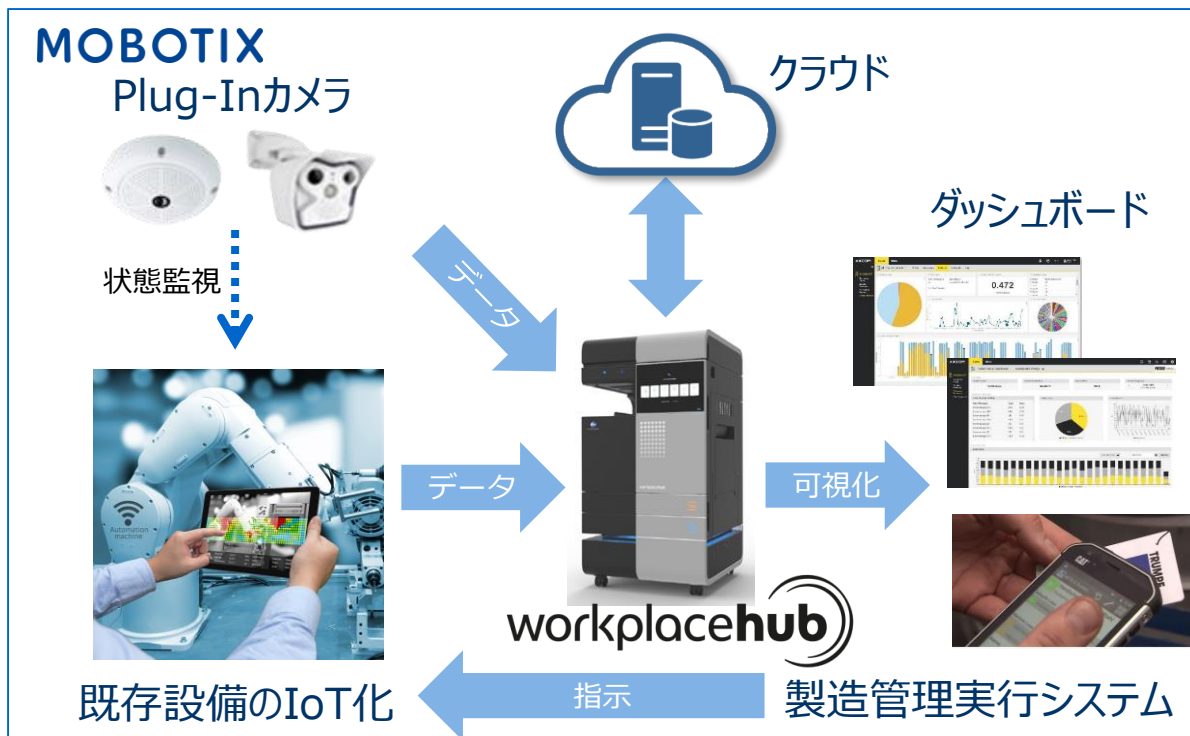 MOBOTIX
Plug-Inカメラ
クラウド
ダッシュボード
状態監視
データ
0.472
Automation
machine
データ
可視化
CAT
TRUMPF
workplacehub
指示
既存設備のIoT化
製造管理実行システム